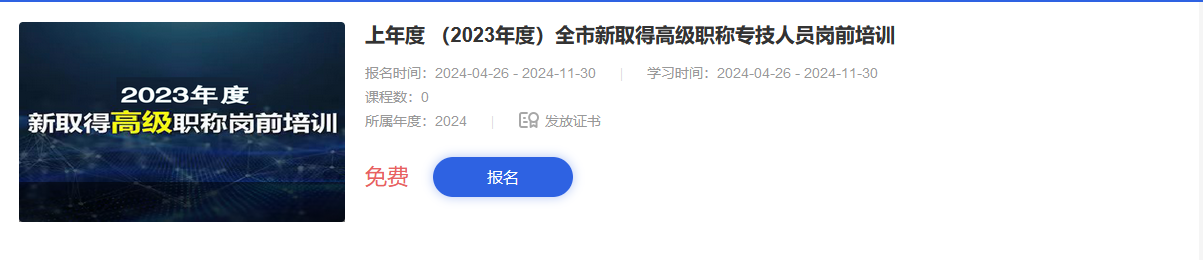 2023年度
新取得高级职称岗前培训
上年度 （2023年度）全市新取得高级职称专技人员岗前培训
报名时间：2024-04-26 - 2024-11-30 | 学习时间：2024-04-26 - 2024-11-30
课程数：0
所属年度：2024 | 发放证书
免费 报名